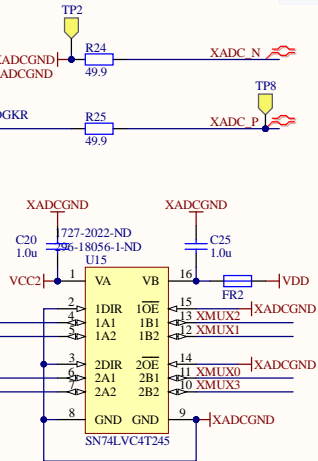 TP2
R24
XADC_N
XADCGND
ADCGND
49.9
TP8
OGKR
R25
XADC_P
49.9
XADCGND
XADCGND
1727-2022-ND
C20
296-18056-1-ND
C25
1.0u
1.0u
U15
VCC2
1
VA
VB
16
VDD
FR2
2
1DIR
1OE
15
XADCGND
4
1A1
1B1
13
XMUX2
5
1A2
1B2
12
XMUX1
3
2DIR
2OE
14
XADCGND
6
2A1
2B1
11
XMUX0
7
2A2
2B2
10
XMUX3
8
GND
GND
9
XADCGND
SN74LVC4T245